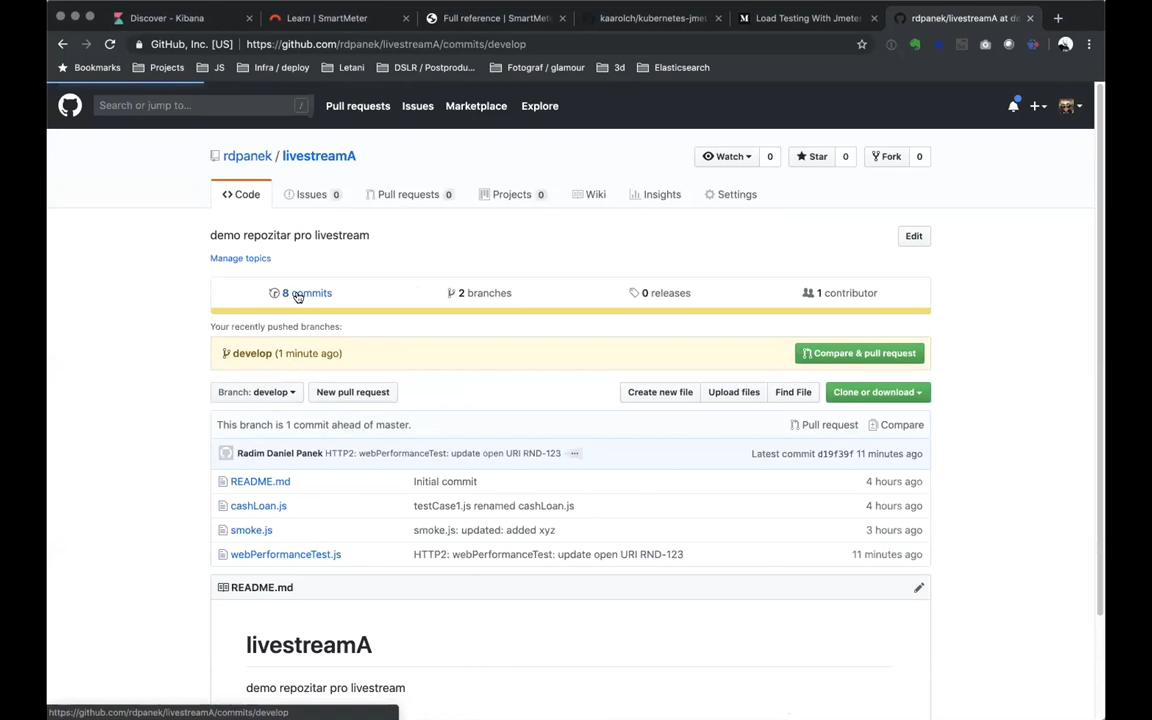 Discover - Kibana
Learn | SmartMeter
Full reference | SmartMete
kaarolch/kubernetes-jme
Load Testing With Jmeter
rdpanek/livestreamA at de
GitHub, Inc. [US] https://github.com/rdpanek/livestreamA/commits/develop
Bookmarks Projects JS Infra / deploy Letani DSLR / Postprodu... Fotograf / glamour 3d Elasticsearch
Search or jump to... / Pull requests Issues Marketplace Explore
rdpanek / livestreamA Watch 0 Star 0 Fork 0
Code Issues 0 Pull requests 0 Projects 0 Wiki Insights Settings
demo repozitar pro livestream Edit
Manage topics
8 commits 2 branches 0 releases 1 contributor
Your recently pushed branches:
develop (1 minute ago) Compare & pull request
Branch: develop New pull request Create new file Upload files Find File Clone or download
This branch is 1 commit ahead of master. Pull request Compare
Radim Daniel Panek HTTP2: webPerformanceTest: update open URI RND-123 ... Latest commit d19f39f 11 minutes ago
README.md Initial commit 4 hours ago
cashLoan.js testCase1.js renamed cashLoan.js 4 hours ago
smoke.js smoke.js: updated: added xyz 3 hours ago
webPerformanceTest.js HTTP2: webPerformanceTest: update open URI RND-123 11 minutes ago
README.md
livestreamA
demo repozitar pro livestream
https://github.com/rdpanek/livestreamA/commits/develop